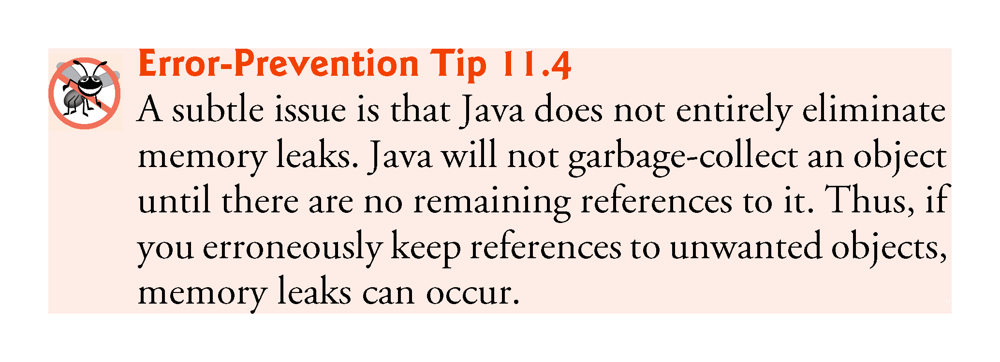 Error-Prevention Tip 11.4
A subtle issue is that Java does not entirely eliminate
memory leaks. Java will not garbage-collect an object
until there are no remaining references to it. Thus, if
you erroneously keep references to unwanted objects,
memory leaks can occur.
11